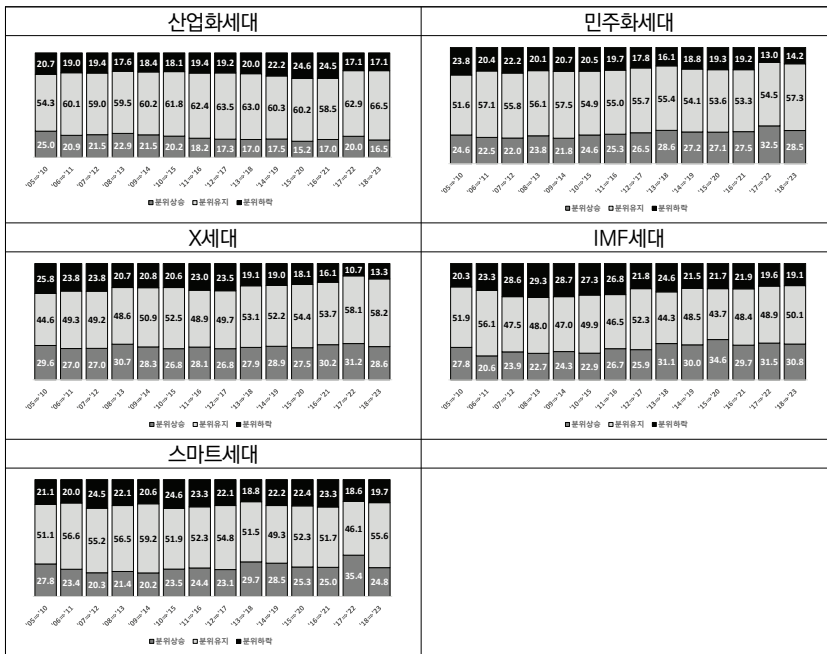 산업화세대
민주화세대
20.7 19.0 19.4 17.6 18.4 18.1 19.4 19.2 20.0 22.2 24.6 24.5 17.1 17.1
54.3 60.1 59.0 59.5 60.2 61.8 62.4 63.5 63.0 60.3 60.2 58.5 62.9 66.5
25.0 20.9 21.5 22.9 21.5 20.2 18.2 17.3 17.0 17.5 15.2 17.0 20.0 16.5
'05⇒'10 '06⇒'11 '07⇒'12 '08⇒'13 '09⇒'14 '10⇒'15 '11⇒'16 '12⇒'17 '13⇒'18 '14⇒'19 '15⇒'20 '16⇒'21 '17⇒'22 '18⇒'23
분위상승 분위유지 분위하락
23.8 20.4 22.2 20.1 20.7 20.5 19.7 17.8 16.1 18.8 19.3 19.2 13.0 14.2
51.6 57.1 55.8 56.1 57.5 54.9 55.0 55.7 55.4 54.1 53.6 53.3 54.5 57.3
24.6 22.5 22.0 23.8 21.8 24.6 25.3 26.5 28.6 27.2 27.1 27.5 32.5 28.5
'05⇒'10 '06⇒'11 '07⇒'12 '08⇒'13 '09⇒'14 '10⇒'15 '11⇒'16 '12⇒'17 '13⇒'18 '14⇒'19 '15⇒'20 '16⇒'21 '17⇒'22 '18⇒'23
분위상승 분위유지 분위하락
X세대
IMF세대
25.8 23.8 23.8 20.7 20.8 20.6 23.0 23.5 19.1 19.0 18.1 16.1 10.7 13.3
44.6 49.3 49.2 48.6 50.9 52.5 48.9 49.7 53.1 52.2 54.4 53.7 58.1 58.2
29.6 27.0 27.0 30.7 28.3 26.8 28.1 26.8 27.9 28.9 27.5 30.2 31.2 28.6
'05⇒'10 '06⇒'11 '07⇒'12 '08⇒'13 '09⇒'14 '10⇒'15 '11⇒'16 '12⇒'17 '13⇒'18 '14⇒'19 '15⇒'20 '16⇒'21 '17⇒'22 '18⇒'23
분위상승 분위유지 분위하락
20.3 23.3 28.6 29.3 28.7 27.3 26.8 21.8 24.6 21.5 21.7 21.9 19.6 19.1
51.9 56.1 47.5 48.0 47.0 49.9 46.5 52.3 44.3 48.5 43.7 48.4 48.9 50.1
27.8 20.6 23.9 22.7 24.3 22.9 26.7 25.9 31.1 30.0 34.6 29.7 31.5 30.8
'05⇒'10 '06⇒'11 '07⇒'12 '08⇒'13 '09⇒'14 '10⇒'15 '11⇒'16 '12⇒'17 '13⇒'18 '14⇒'19 '15⇒'20 '16⇒'21 '17⇒'22 '18⇒'23
분위상승 분위유지 분위하락
스마트세대
21.1 20.0 24.5 22.1 20.6 24.6 23.3 22.1 18.8 22.2 22.4 23.3 18.6 19.7
51.1 56.6 55.2 56.5 59.2 51.9 52.3 54.8 51.5 49.3 52.3 51.7 46.1 55.6
27.8 23.4 20.3 21.4 20.2 23.5 24.4 23.1 29.7 28.5 25.3 25.0 35.4 24.8
'05⇒'10 '06⇒'11 '07⇒'12 '08⇒'13 '09⇒'14 '10⇒'15 '11⇒'16 '12⇒'17 '13⇒'18 '14⇒'19 '15⇒'20 '16⇒'21 '17⇒'22 '18⇒'23
분위상승 분위유지 분위하락